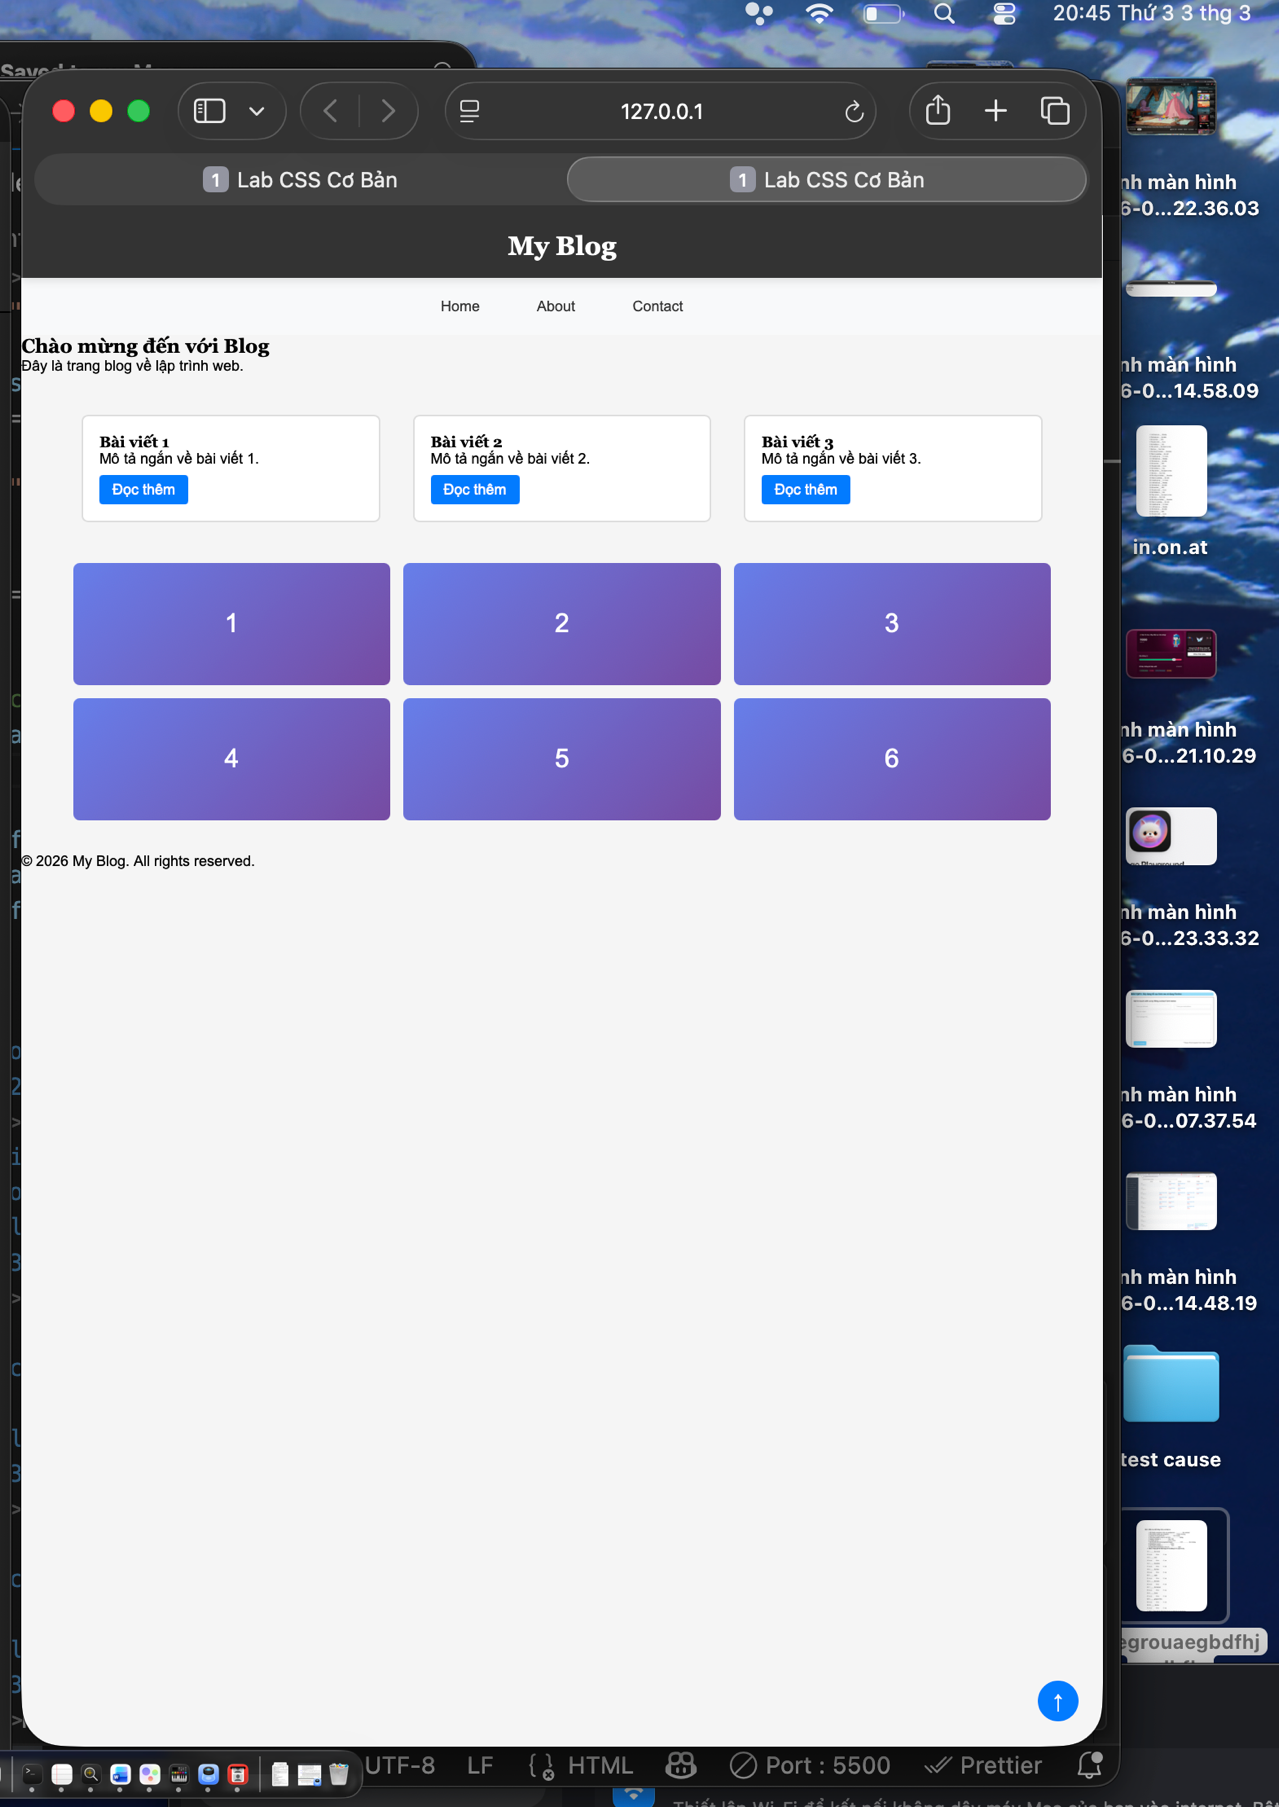 20:45 Thứ 3 3 thg 3
127.0.0.1
1 Lab CSS Cơ Bản
1 Lab CSS Cơ Bản
My Blog
Home About Contact
Chào mừng đến với Blog
Đây là trang blog về lập trình web.
Bài viết 1
Mô tả ngắn về bài viết 1.
Đọc thêm
Bài viết 2
Mô tả ngắn về bài viết 2.
Đọc thêm
Bài viết 3
Mô tả ngắn về bài viết 3.
Đọc thêm
1
2
3
4
5
6
© 2026 My Blog. All rights reserved.
↑
nh màn hình
6-0...22.36.03
nh màn hình
6-0...14.58.09
in.on.at
nh màn hình
6-0...21.10.29
nh màn hình
6-0...23.33.32
nh màn hình
6-0...07.37.54
nh màn hình
6-0...14.48.19
test cause
egrouaegbdfhj
UTF-8 LF HTML Port : 5500 Prettier